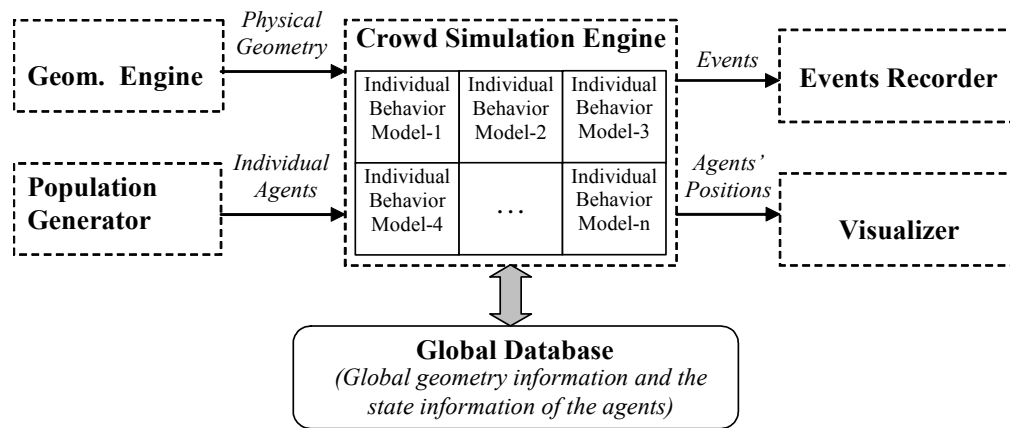 Geom. Engine
Physical
Geometry
Crowd Simulation Engine
Individual
Behavior
Model-1
Individual
Behavior
Model-2
Individual
Behavior
Model-3
Events
Events Recorder
Population
Generator
Individual
Agents
Individual
Behavior
Model-4
...
Individual
Behavior
Model-n
Agents’
Positions
Visualizer
Global Database
(Global geometry information and the
state information of the agents)